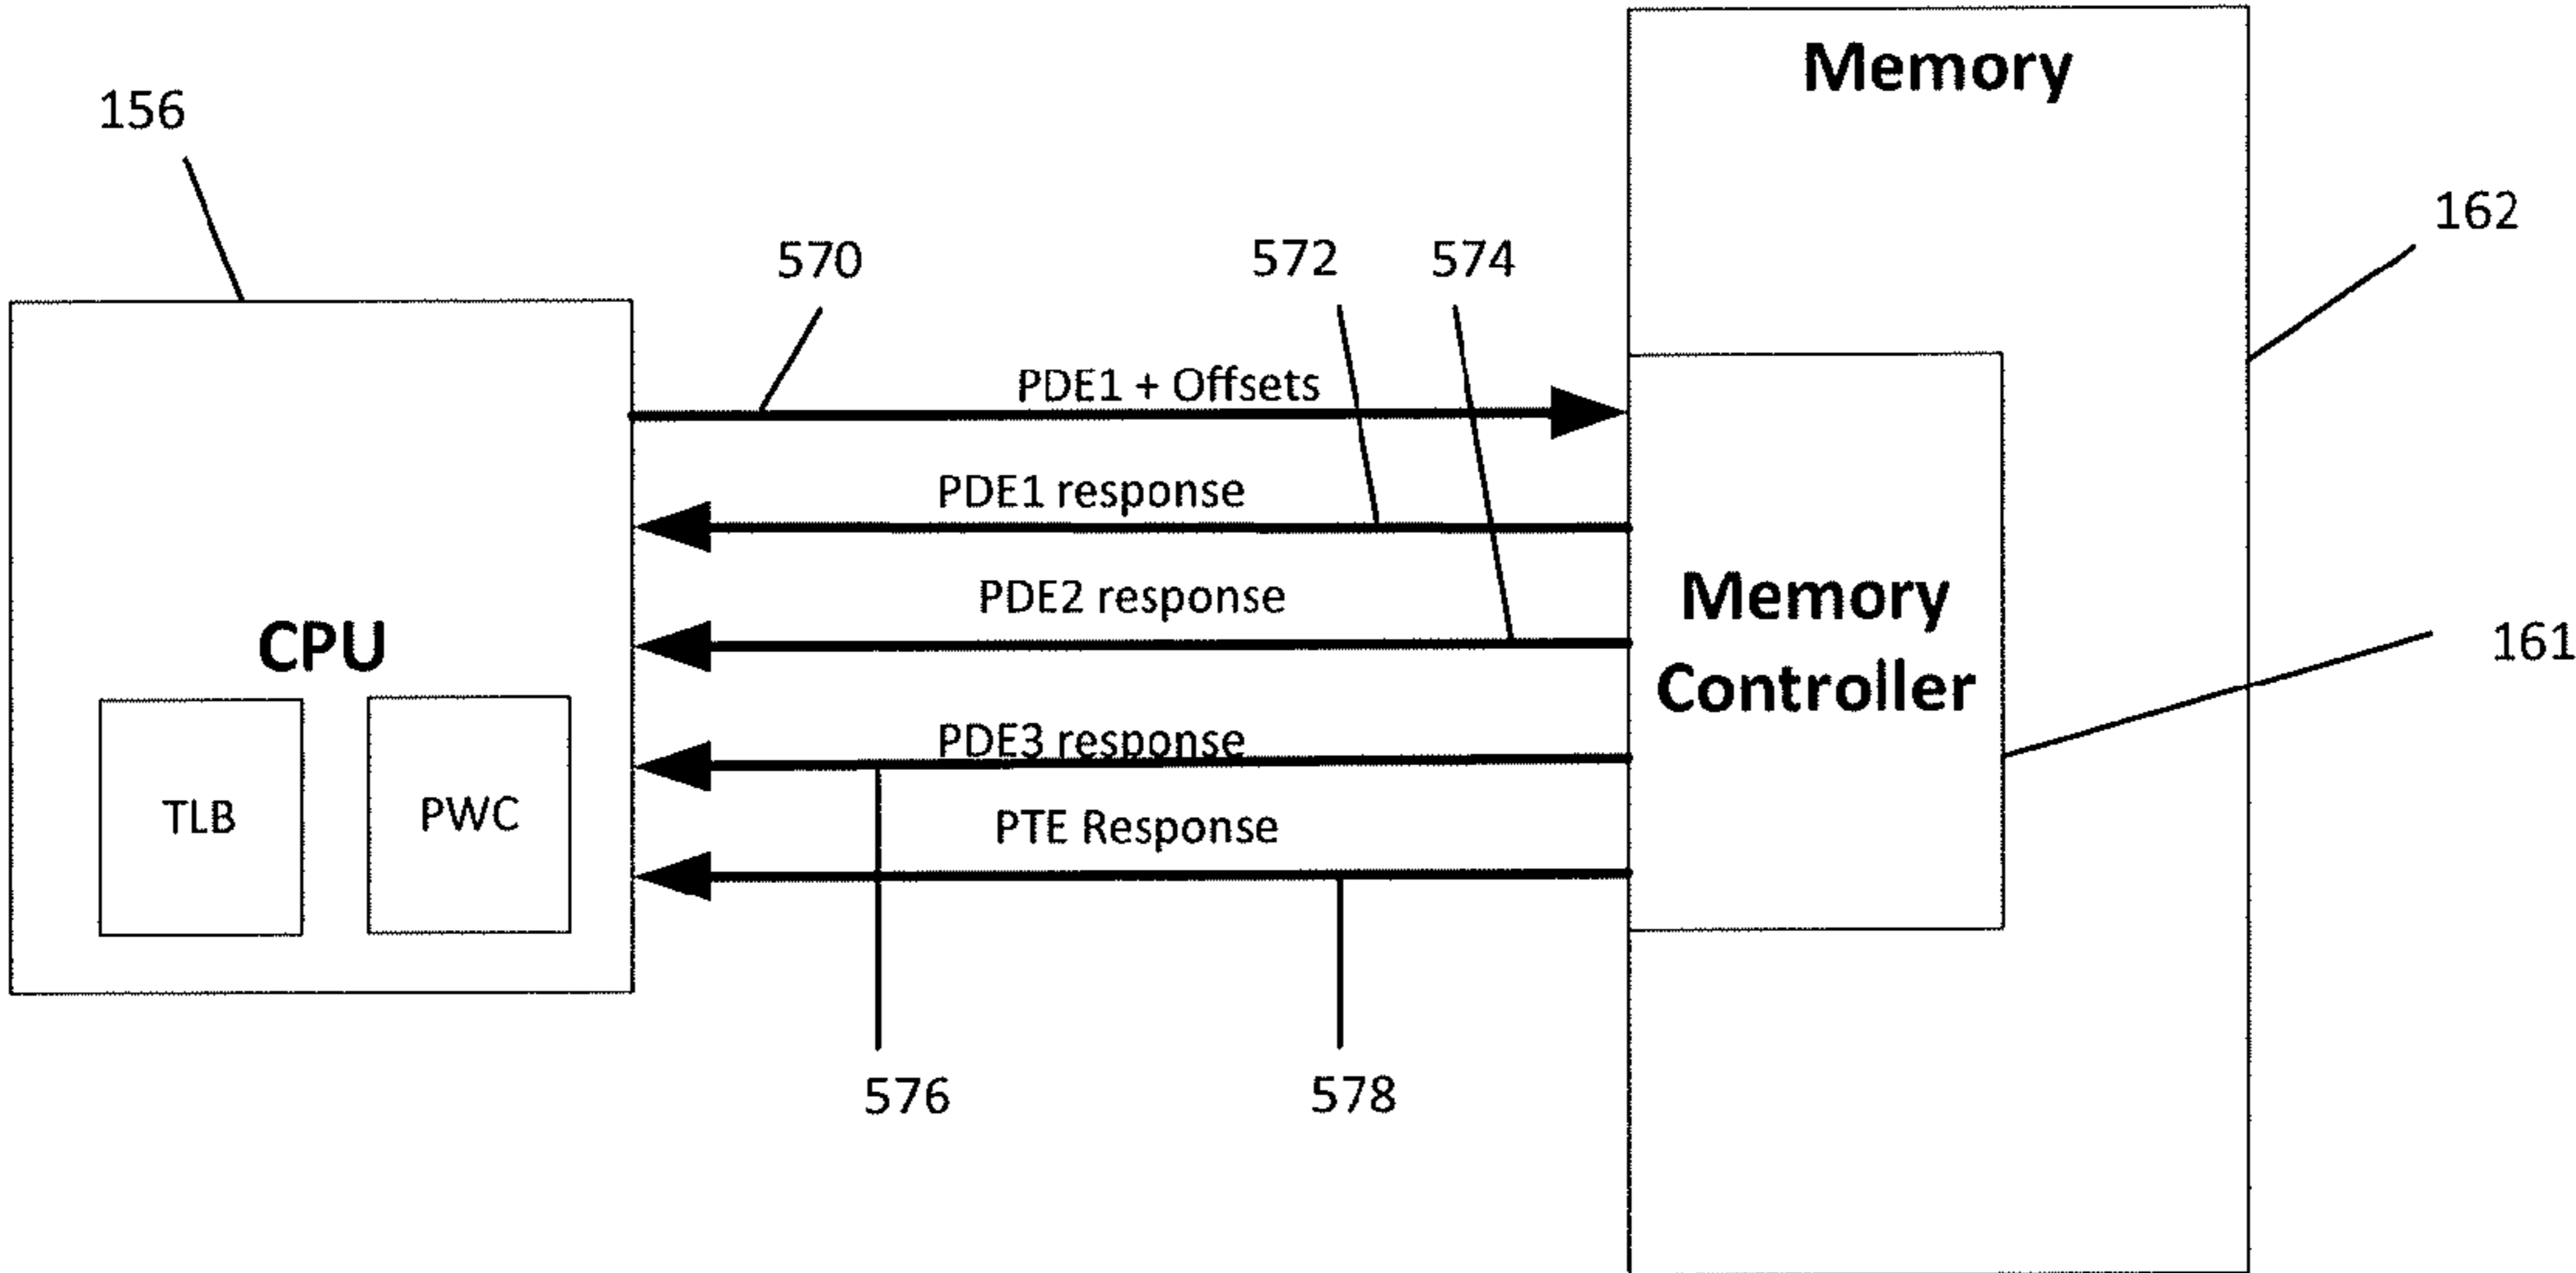 Memory
156
162
570
572
574
PDE1 + Offsets
PDE1 response
PDE2 response
Memory
Controller
CPU
161
PDE3 response
TLB
PWC
PTE Response
576
578